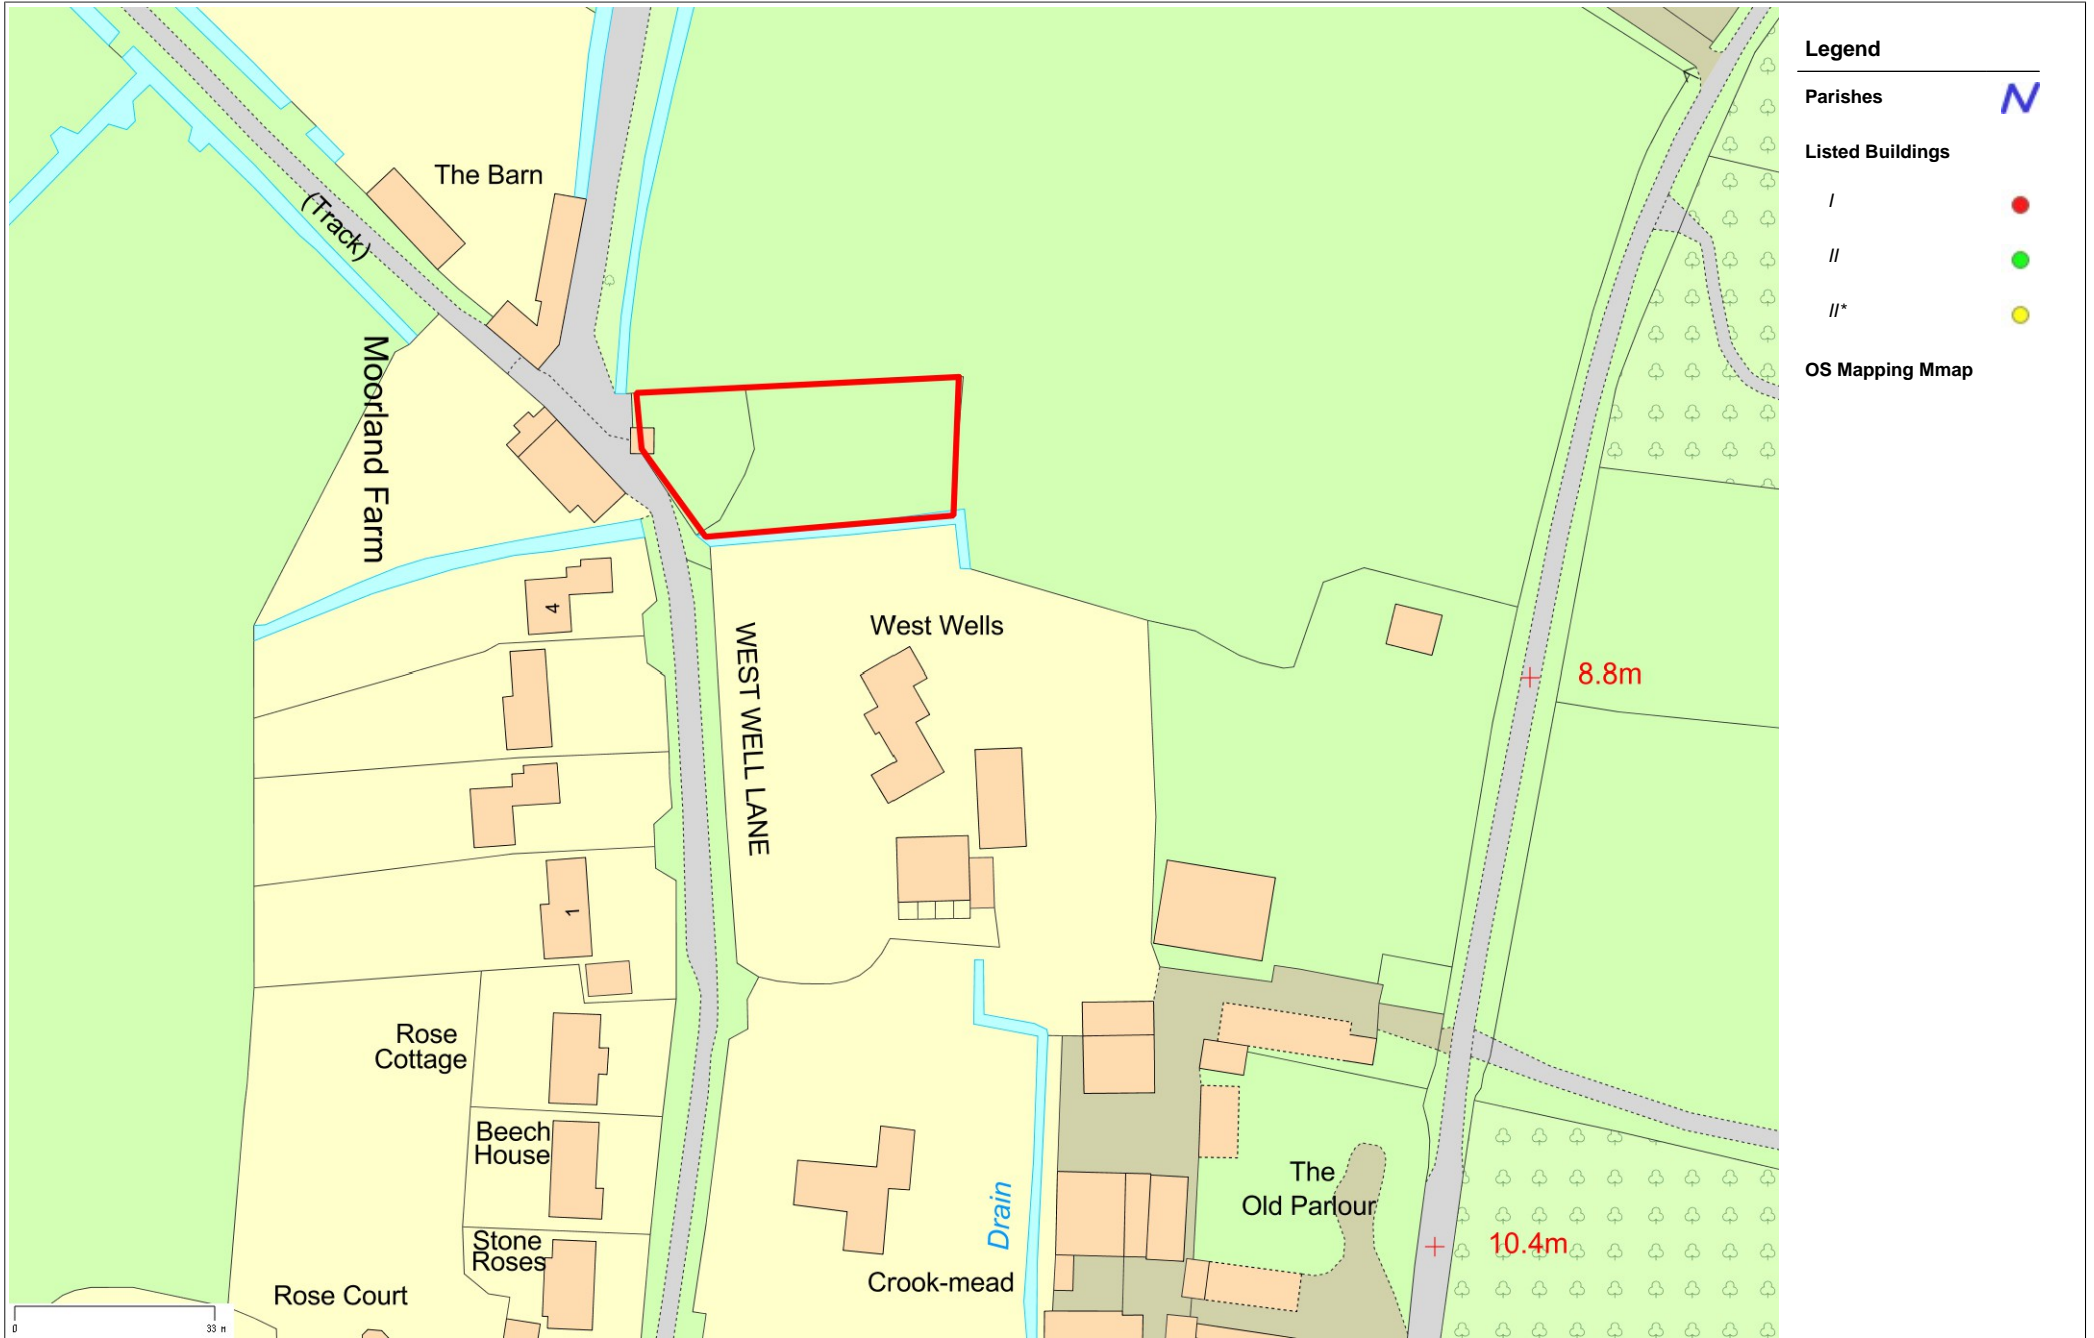 Legend
Parishes
Listed Buildings
I
II
II*
OS Mapping Mmap
The Barn
(Track)
Moorland Farm
4
West Wells
WEST WELL LANE
8.8m
1
Rose
Cottage
Beech
House
Stone
Roses
Rose Court
Drain
Crook-mead
The
Old Parlour
10.4m
0
33 m